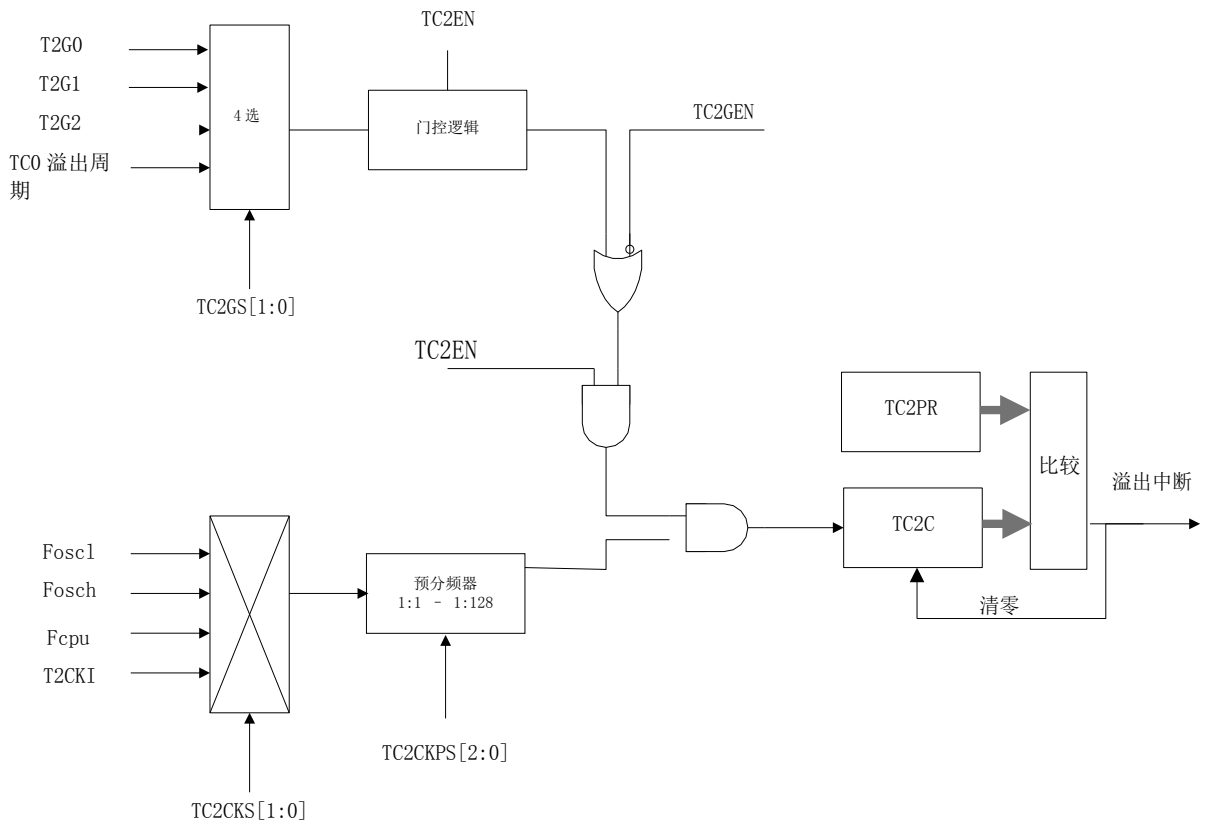 TC2EN
T2G0
T2G1
T2G2
TC0 溢出周
期
4 选
门控逻辑
TC2GEN
TC2GS[1:0]
TC2EN
TC2PR
比较
溢出中断
TC2C
清零
Foscl
Fosch
Fcpu
T2CKI
预分频器
1:1 - 1:128
TC2CKPS[2:0]
TC2CKS[1:0]